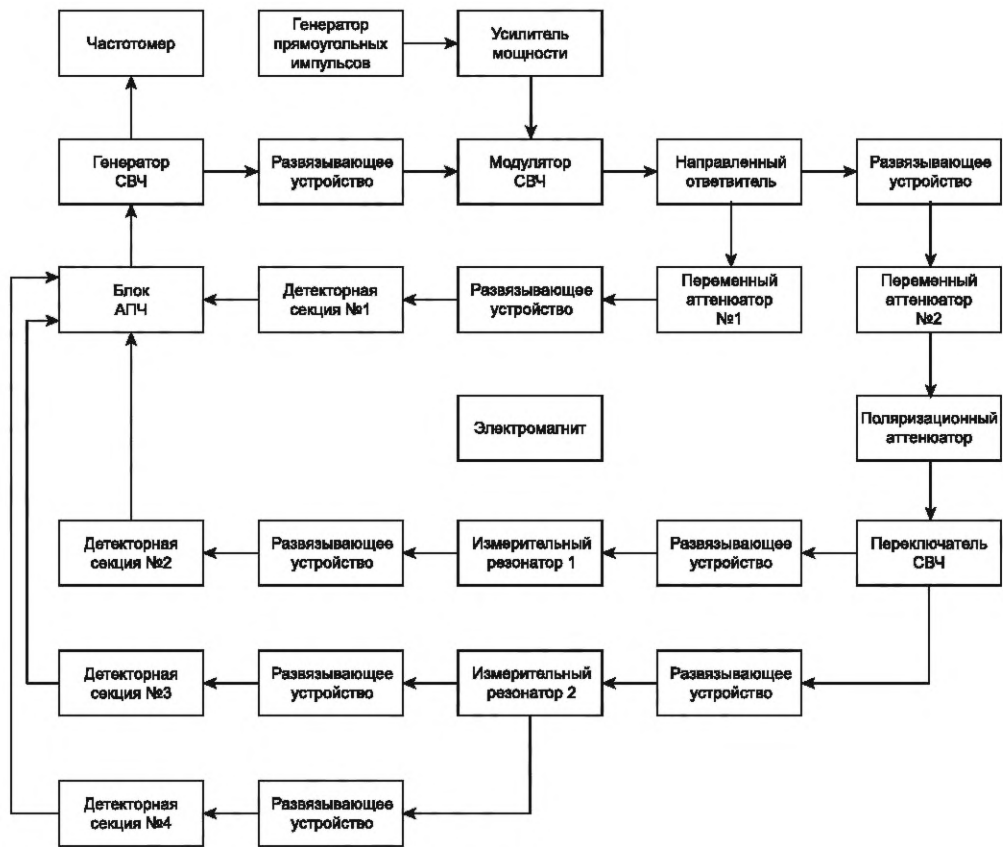 Частотомер
Генератор
прямоугольных
импульсов
Усилитель
мощности
Генератор
СВЧ
Развязывающее
устройство
Модулятор
СВЧ
Направленный
ответвитель
Развязывающее
устройство
Блок
АПЧ
Детекторная
секция №1
Развязывающее
устройство
Переменный
аттенюатор
№1
Переменный
аттенюатор
№2
Электромагнит
Поляризационный
аттенюатор
Детекторная
секция №2
Развязывающее
устройство
Измерительный
резонатор 1
Развязывающее
устройство
Переключатель
СВЧ
Детекторная
секция №3
Развязывающее
устройство
Измерительный
резонатор 2
Развязывающее
устройство
Детекторная
секция №4
Развязывающее
устройство